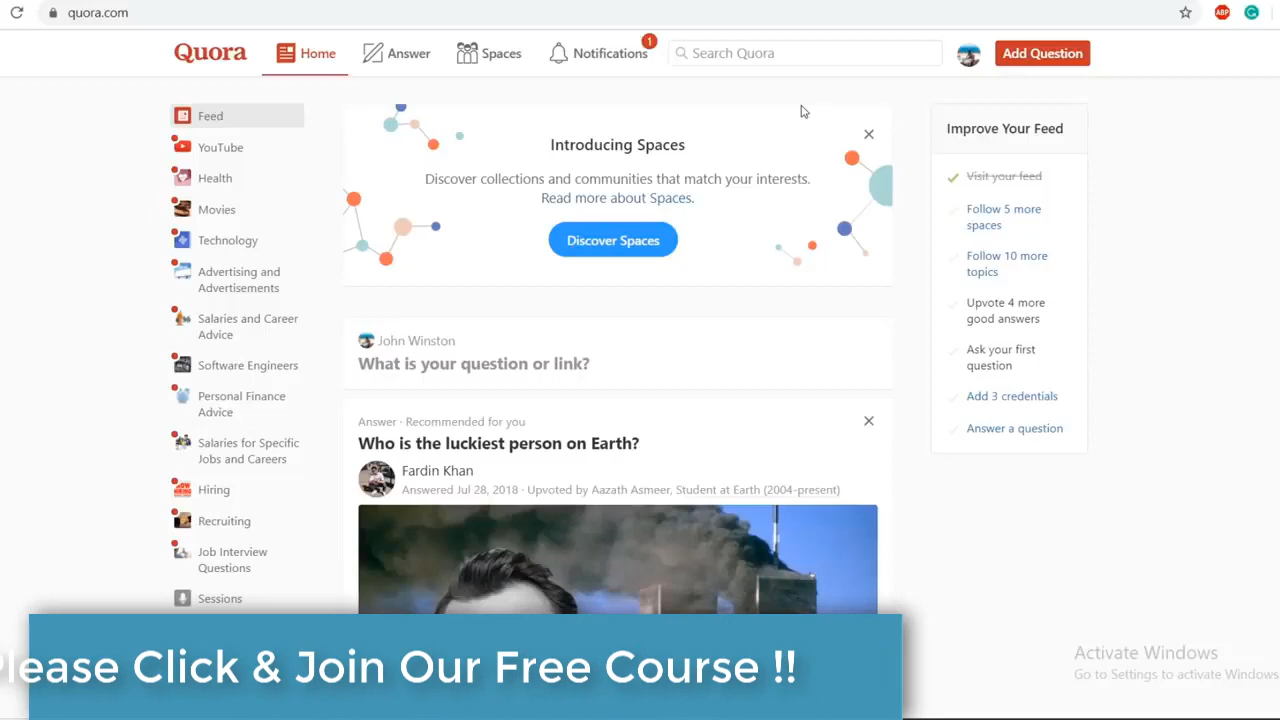 quora.com
ABP
Quora
Home
Answer
Spaces
Notifications
1
Search Quora
Add Question
Feed
YouTube
Health
Movies
Technology
Advertising and
Advertisements
Salaries and Career
Advice
Software Engineers
Personal Finance
Advice
Salaries for Specific
Jobs and Careers
Hiring
Recruiting
Job Interview
Questions
Sessions
Introducing Spaces
Discover collections and communities that match your interests.
Read more about Spaces.
Discover Spaces
John Winston
What is your question or link?
Answer · Recommended for you
Who is the luckiest person on Earth?
Fardin Khan
Answered Jul 28, 2018 · Upvoted by Aazath Asmeer, Student at Earth (2004-present)
Improve Your Feed
Visit your feed
Follow 5 more
spaces
Follow 10 more
topics
Upvote 4 more
good answers
Ask your first
question
Add 3 credentials
Answer a question
Please Click & Join Our Free Course !!
Activate Windows
Go to Settings to activate Windows